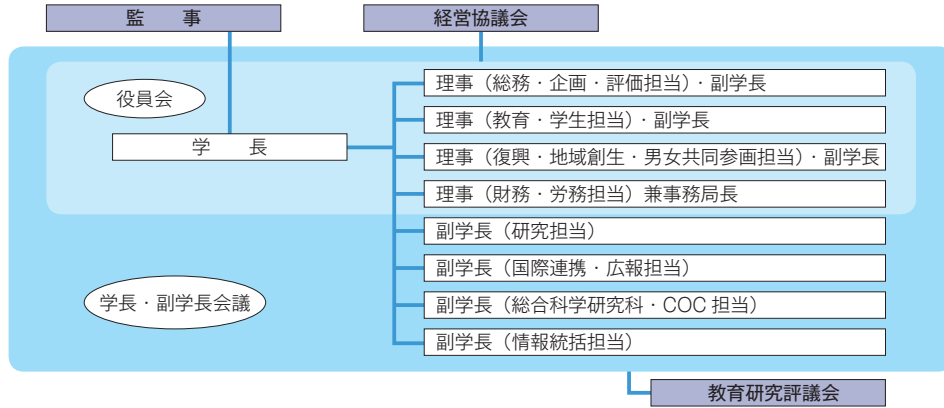 監　事
経営協議会
役員会
学　長
理事（総務・企画・評価担当）・副学長
理事（教育・学生担当）・副学長
理事（復興・地域創生・男女共同参画担当）・副学長
理事（財務・労務担当）兼事務局長
副学長（研究担当）
副学長（国際連携・広報担当）
学長・副学長会議
副学長（総合科学研究科・COC 担当）
副学長（情報統括担当）
教育研究評議会